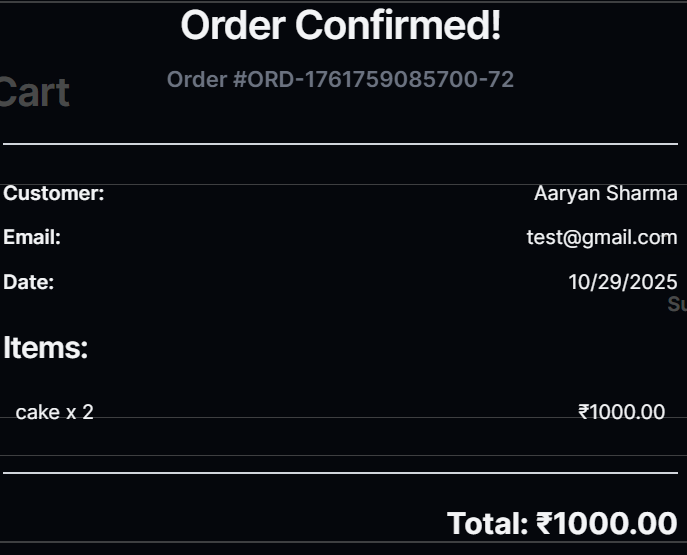 Order Confirmed!
Order #ORD-1761759085700-72
Cart
Customer: Aaryan Sharma
Email: test@gmail.com
Date: 10/29/2025
Items:
cake x 2 ₹1000.00
Total: ₹1000.00